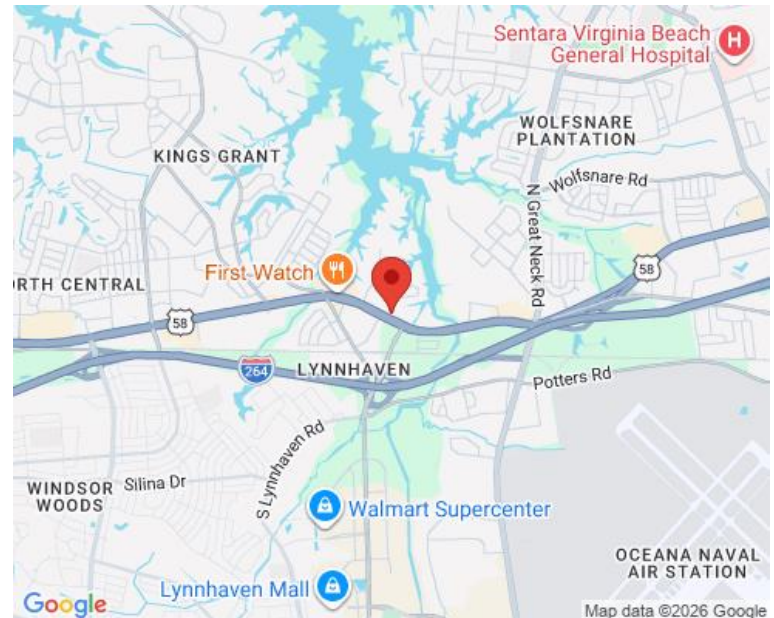 Sentara Virginia Beach
General Hospital
H
WOLFSNARE
PLANTATION
KINGS GRANT
Wolfsnare Rd
N Great Neck Rd
First Watch
58
ORTH CENTRAL
58
LYNNHAVEN
264
Potters Rd
S Lynnhaven Rd
WINDSOR
WOODS
Silina Dr
Walmart Supercenter
OCEANA NAVAL
AIR STATION
Lynnhaven Mall
Google
Map data ©2026 Google